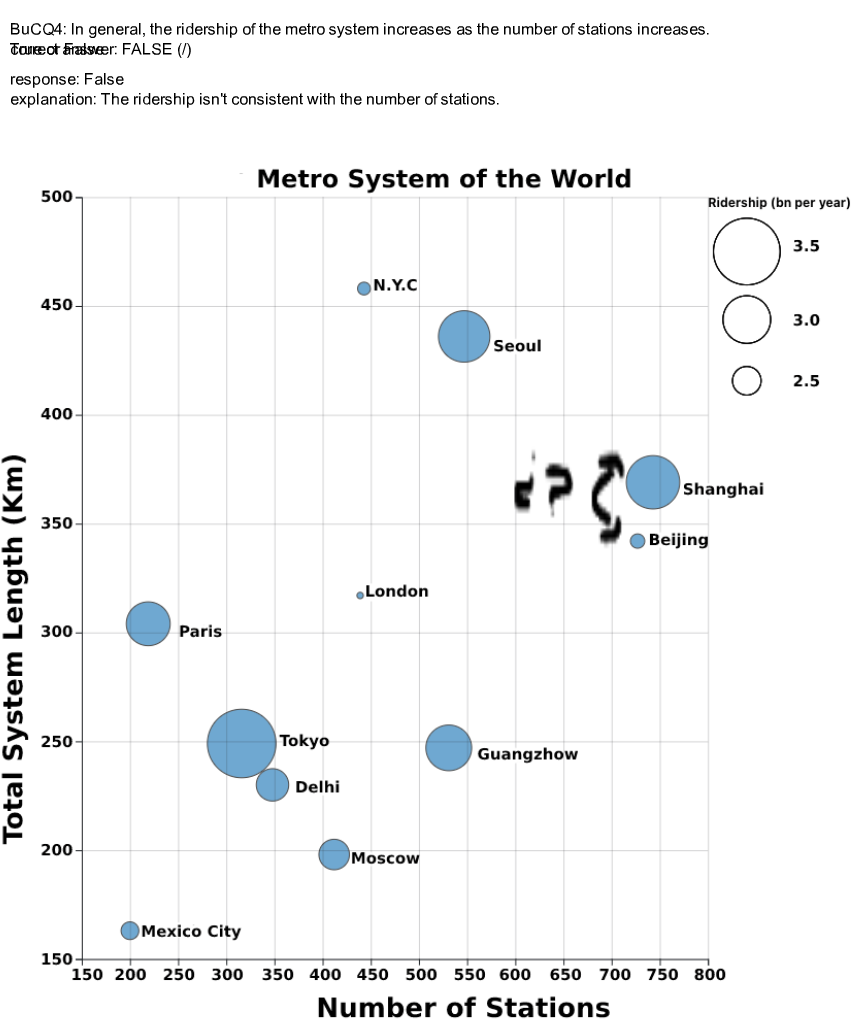 BuCQ4: In general, the ridership of the metro system increases as the number of stations increases.
True or False
correct answer: FALSE (/)
response: False
explanation: The ridership isn't consistent with the number of stations.
Metro System of the World
Ridership (bn per year)
3.5
3.0
2.5
500
450
400
350
300
250
200
150
N.Y.C
Seoul
Shanghai
Beijing
London
Paris
Tokyo
Guangzhow
Delhi
Moscow
Mexico City
150 200 250 300 350 400 450 500 550 600 650 700 750 800
Total System Length (Km)
Number of Stations